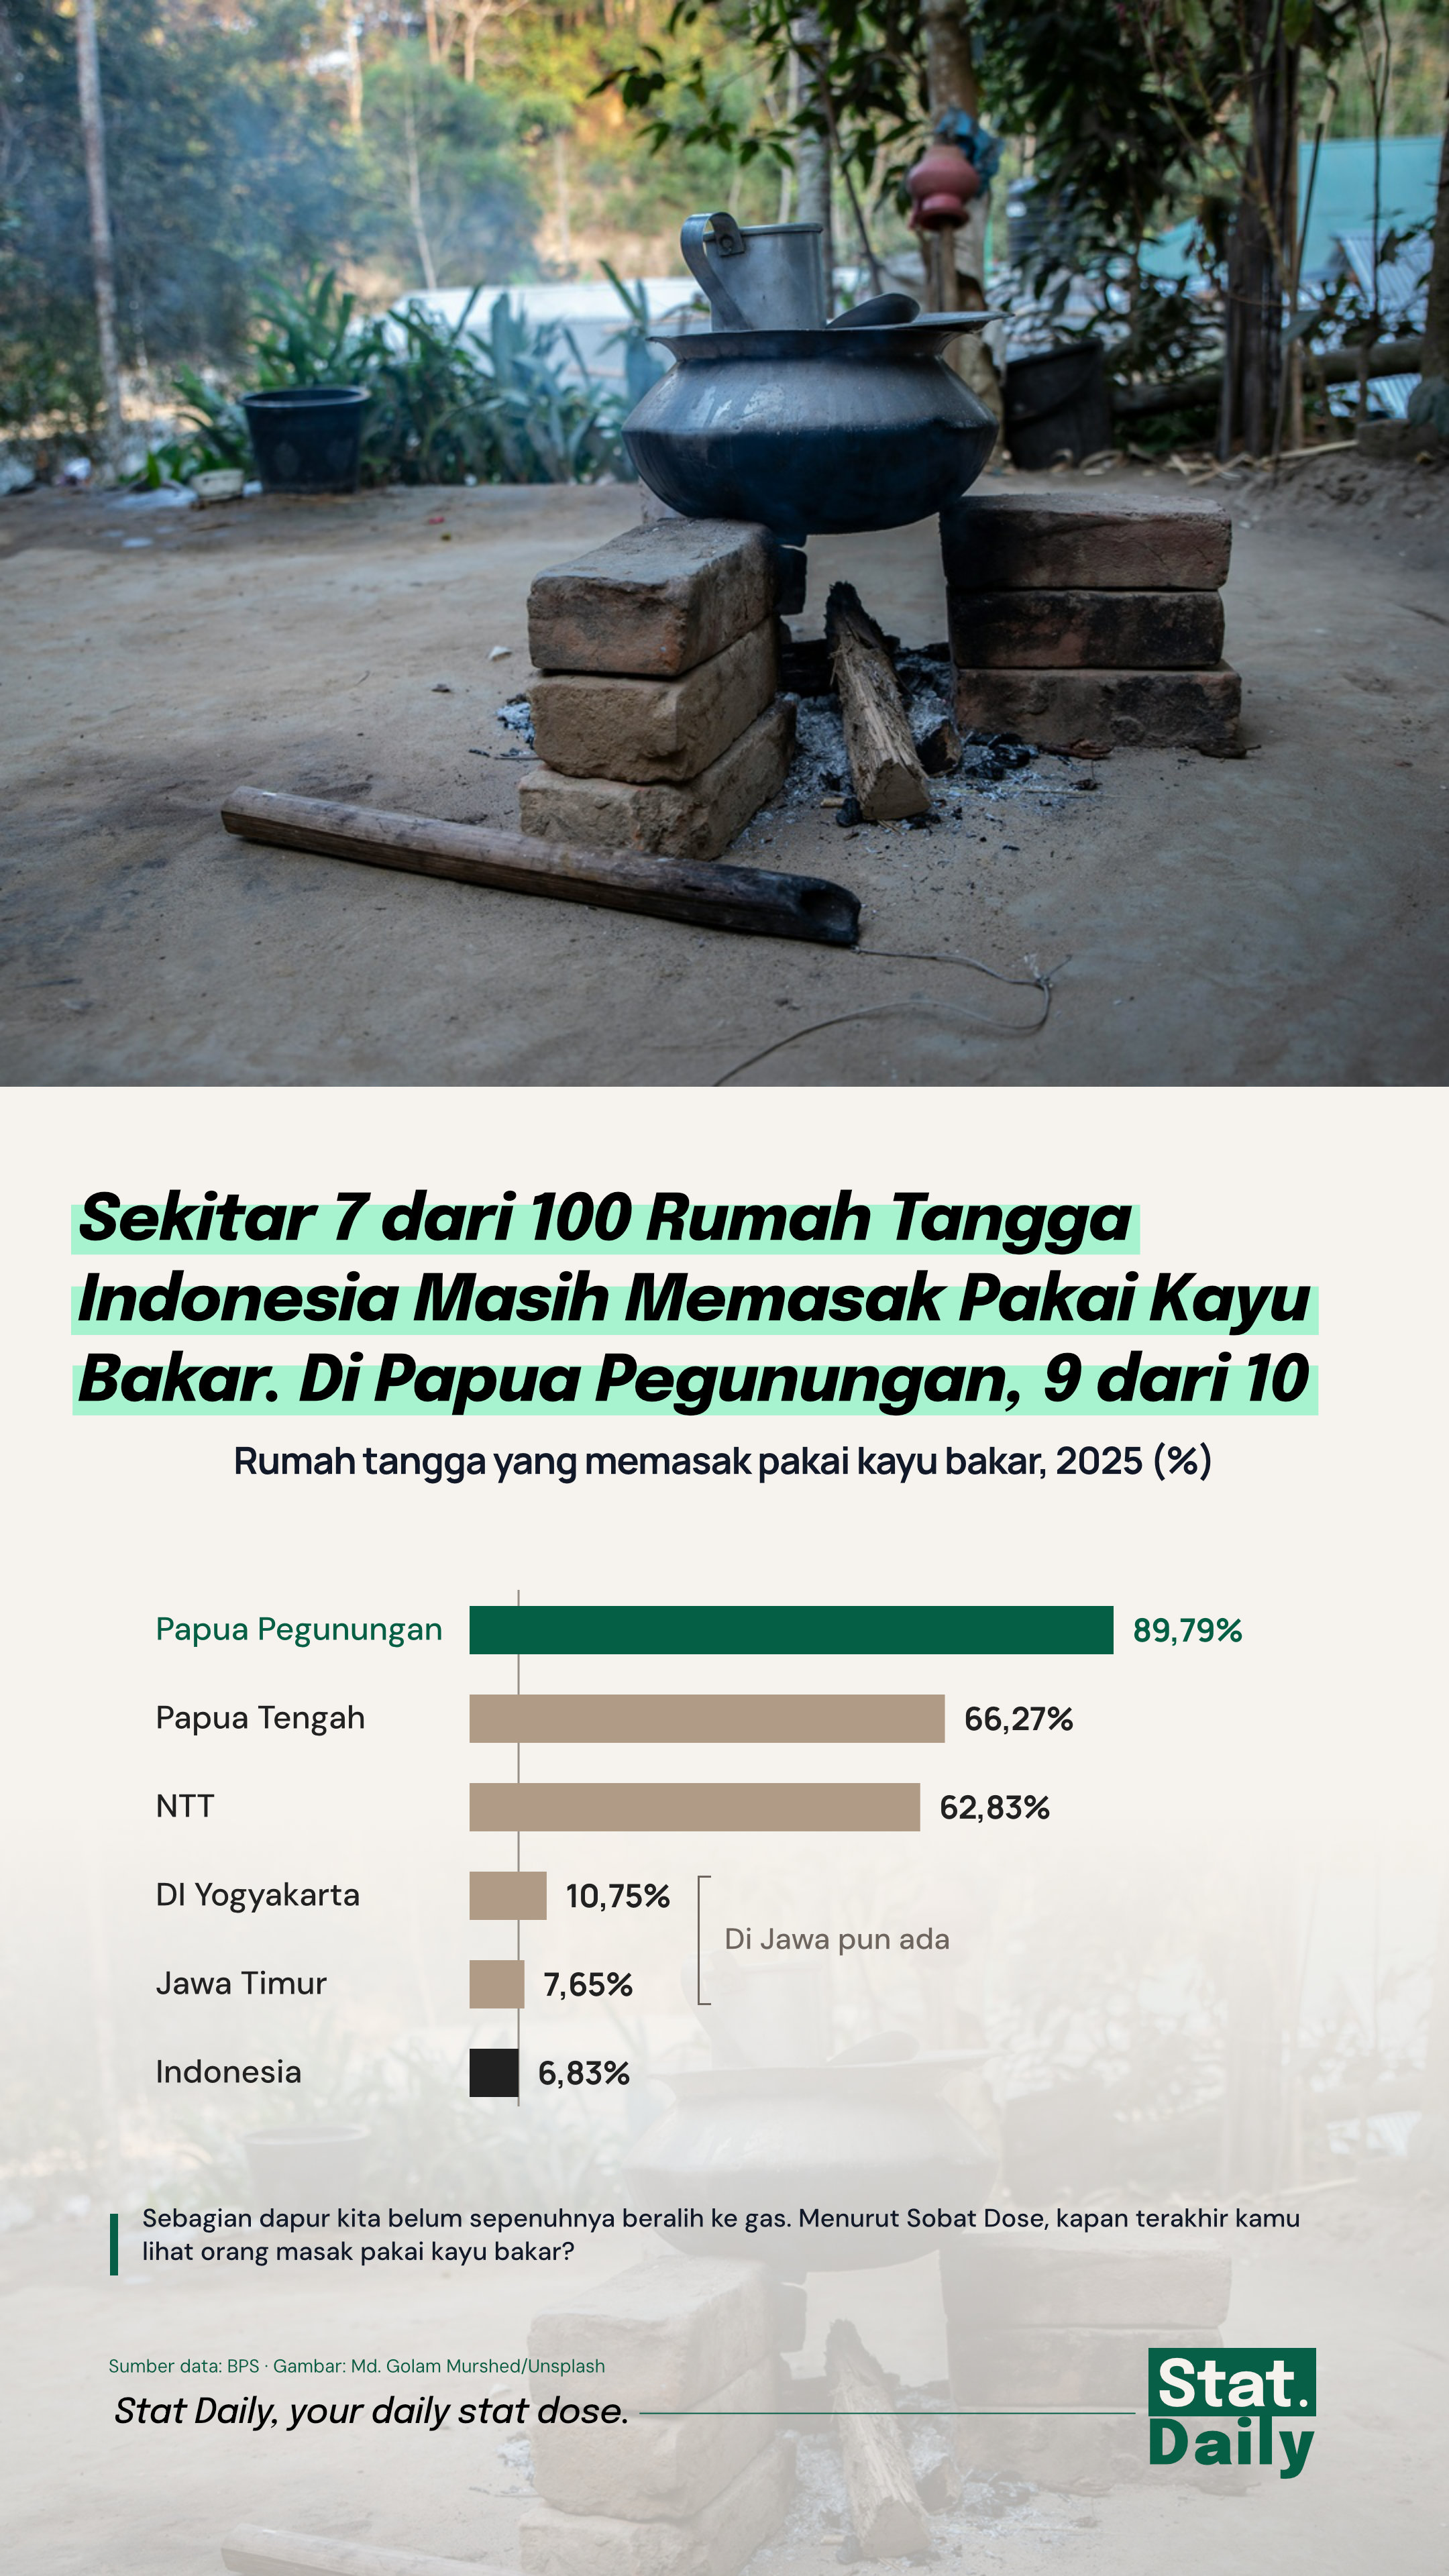 Sekitar 7 dari 100 Rumah Tangga
Indonesia Masih Memasak Pakai Kayu
Bakar. Di Papua Pegunungan, 9 dari 10
Rumah tangga yang memasak pakai kayu bakar, 2025 (%)
Papua Pegunungan 89,79%
Papua Tengah 66,27%
NTT 62,83%
DI Yogyakarta 10,75%
Di Jawa pun ada
Jawa Timur 7,65%
Indonesia 6,83%
Sebagian dapur kita belum sepenuhnya beralih ke gas. Menurut Sobat Dose, kapan terakhir kamu
lihat orang masak pakai kayu bakar?
Sumber data: BPS · Gambar: Md. Golam Murshed/Unsplash
Stat Daily, your daily stat dose.
Stat.
Daily